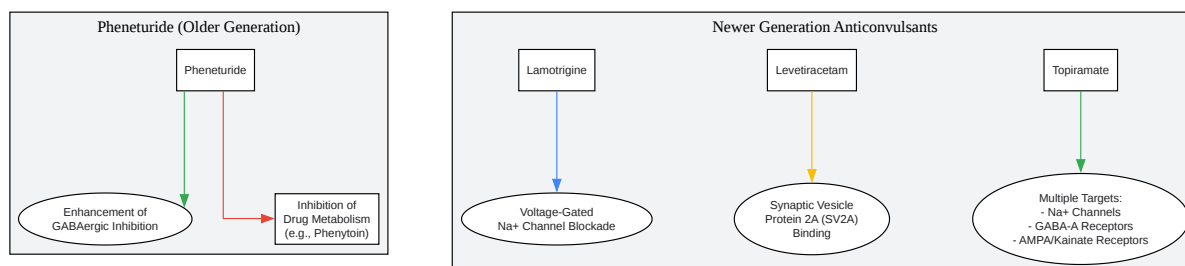 Pheneturide (Older Generation)
Pheneturide
Enhancement of
GABAergic Inhibition
Inhibition of
Drug Metabolism
(e.g., Phenytoin)
Newer Generation Anticonvulsants
Lamotrigine
Levetiracetam
Topiramate
Voltage-Gated
Na+ Channel Blockade
Synaptic Vesicle
Protein 2A (SV2A)
Binding
Multiple Targets:
- Na+ Channels
- GABA-A Receptors
- AMPA/Kainate Receptors